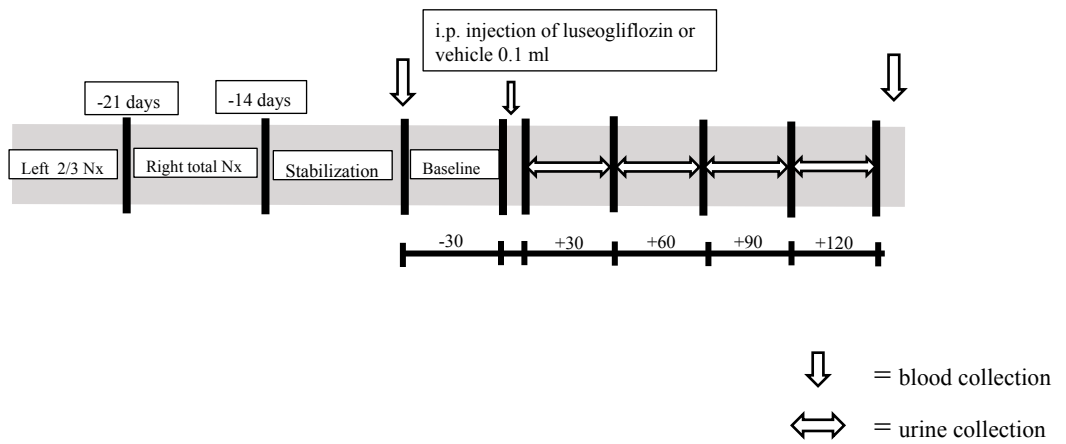 i.p. injection of luseogliflozin or
vehicle 0.1 ml
-21 days
-14 days
Left 2/3 Nx
Right total Nx
Stabilization
Baseline
-30
+30
+60
+90
+120
= blood collection
= urine collection